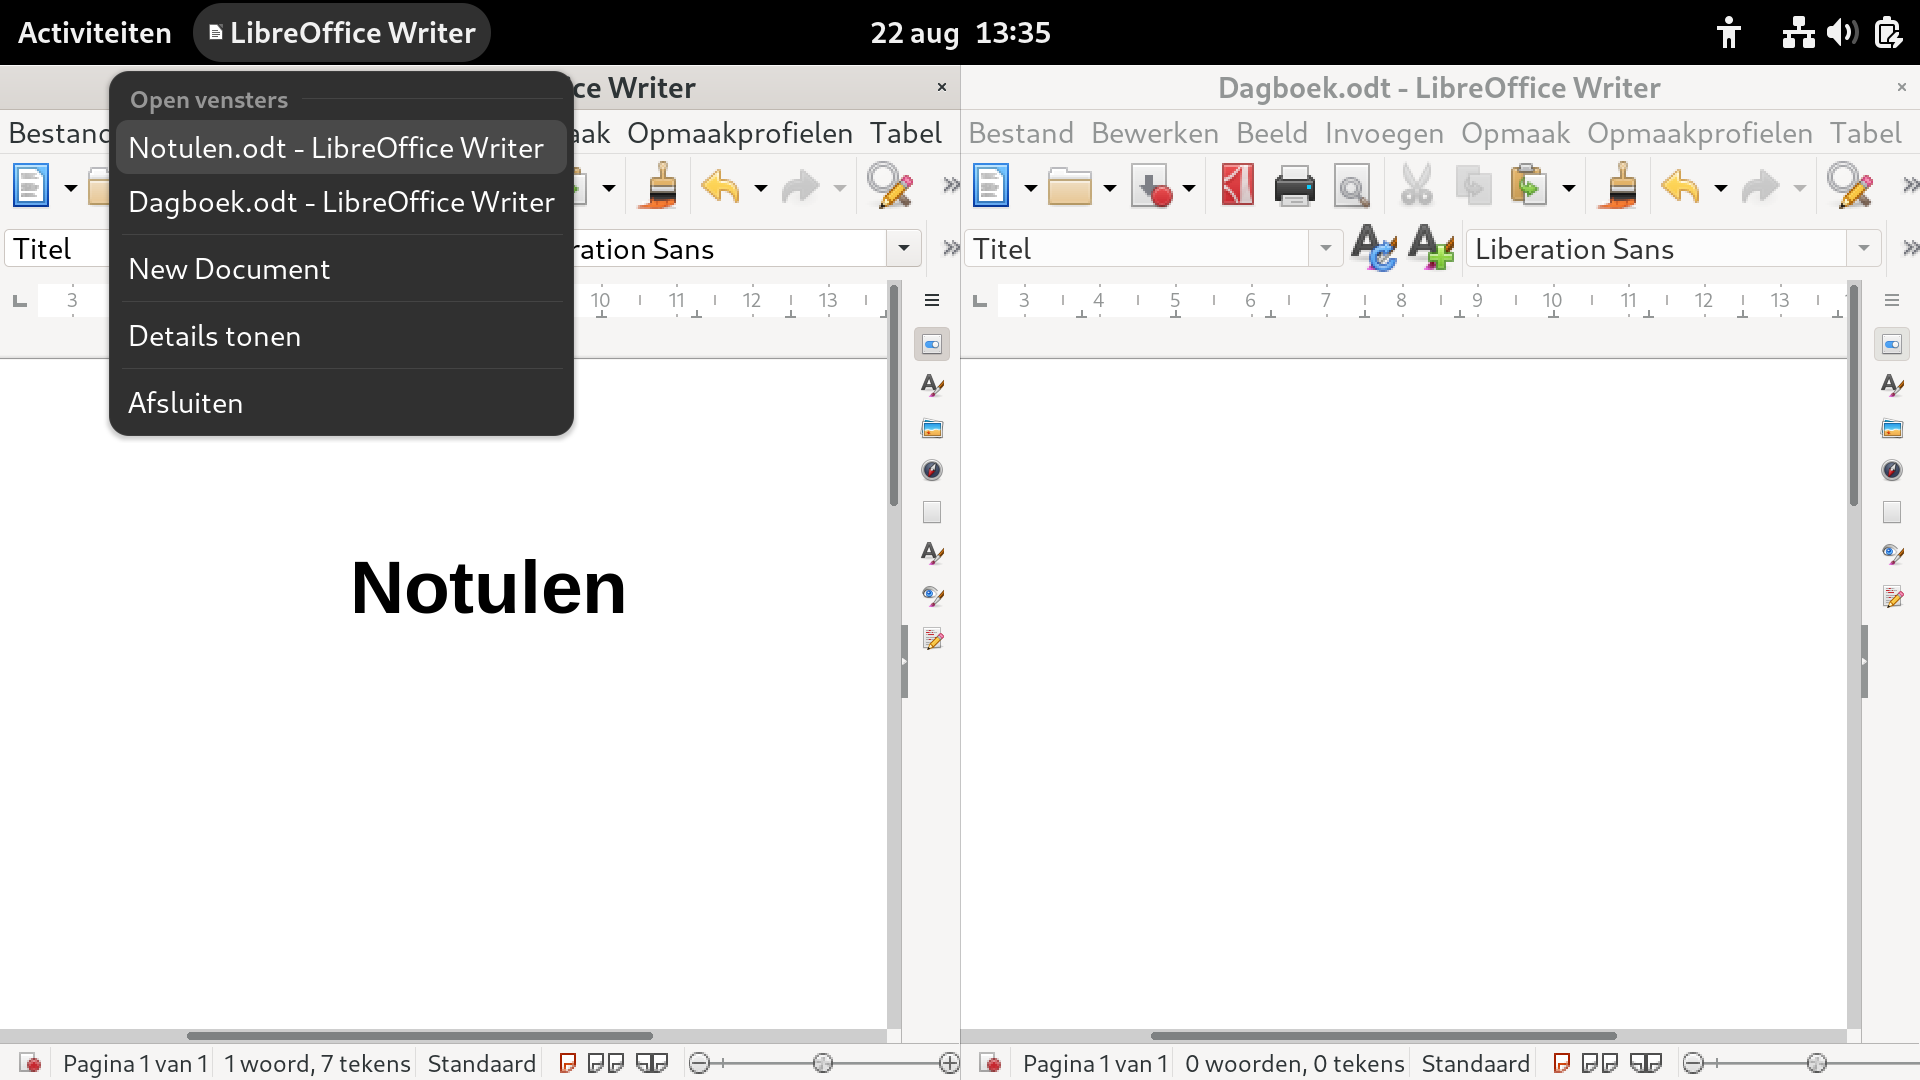 Activiteiten LibreOffice Writer 22 aug 13:35
Open vensters
Notulen.odt - LibreOffice Writer
Dagboek.odt - LibreOffice Writer
New Document
Details tonen
Afsluiten
ce Writer ×
Bestand aak Opmaakprofielen Tabel
Titel ration Sans
3 10 11 12 13
Notulen
Pagina 1 van 1 1 woord, 7 tekens Standaard
Dagboek.odt - LibreOffice Writer ×
Bestand Bewerken Beeld Invoegen Opmaak Opmaakprofielen Tabel
Titel Liberation Sans
3 4 5 6 7 8 9 10 11 12 13
Pagina 1 van 1 0 woorden, 0 tekens Standaard